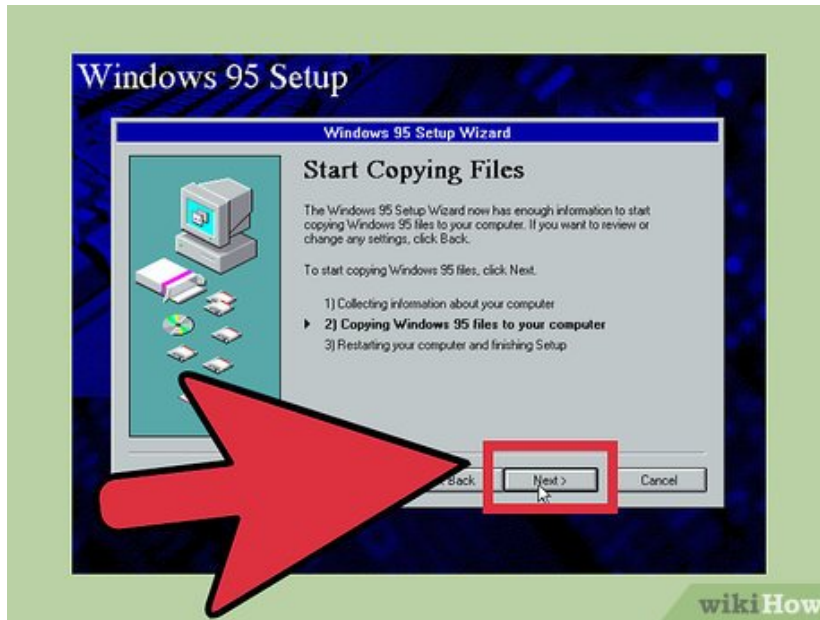 Windows 95 Setup
Windows 95 Setup Wizard
Start Copying Files
The Windows 95 Setup Wizard now has enough information to start
copying Windows 95 files to your computer. If you want to review or
change any settings, click Back.
To start copying Windows 95 files, click Next.
1) Collecting information about your computer
2) Copying Windows 95 files to your computer
3) Restarting your computer and finishing Setup
Back
Next >
Cancel
wikiHow